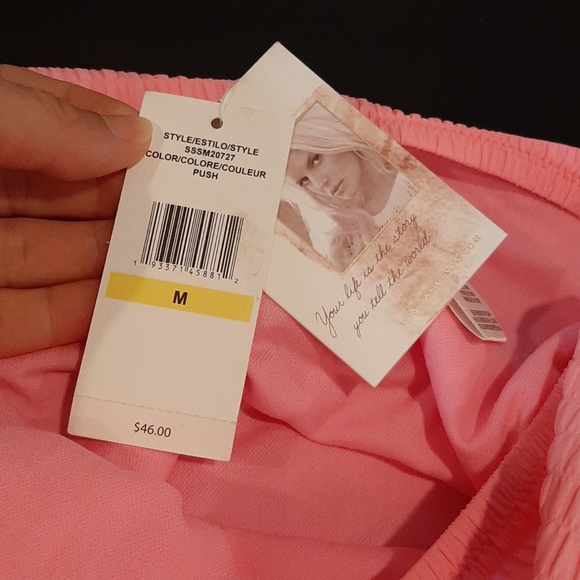 STYLE/ESTILO/STYLE
SSSM20727
COLOR/COLORE/COULEUR
PUSH
1 93371 45881 2
M
$46.00
Your life is the story
you tell the world.